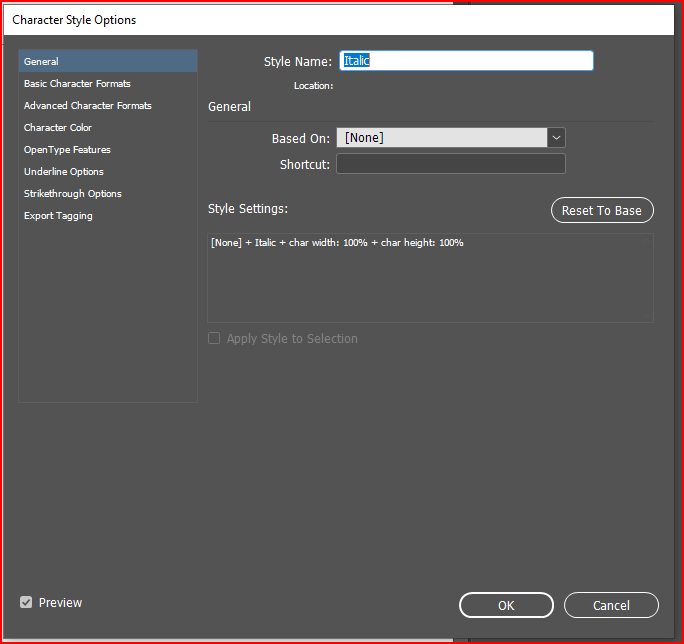 Character Style Options
General
Basic Character Formats
Advanced Character Formats
Character Color
OpenType Features
Underline Options
Strikethrough Options
Export Tagging
Style Name: Italic
Location:
General
Based On: [None]
Shortcut:
Style Settings:
Reset To Base
[None] + Italic + char width: 100% + char height: 100%
Apply Style to Selection
Preview
OK
Cancel